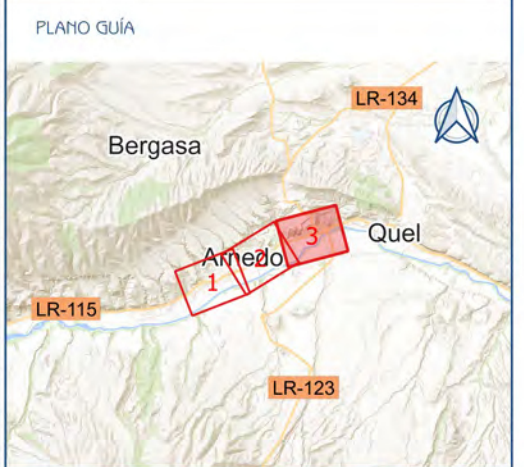 PLANO GUÍA
LR-134
Bergasa
Quel
3
Arnedo
2
1
LR-115
LR-123